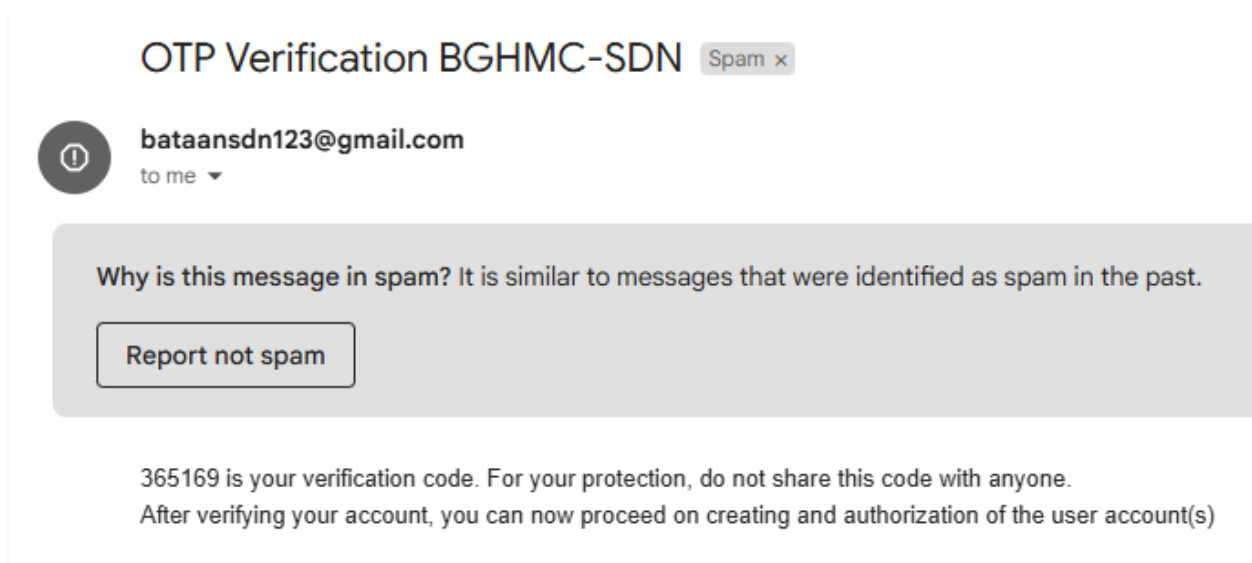 OTP Verification BGHMC-SDN Spam ×
bataansdn123@gmail.com
to me
Why is this message in spam? It is similar to messages that were identified as spam in the past.
Report not spam
365169 is your verification code. For your protection, do not share this code with anyone.
After verifying your account, you can now proceed on creating and authorization of the user account(s)